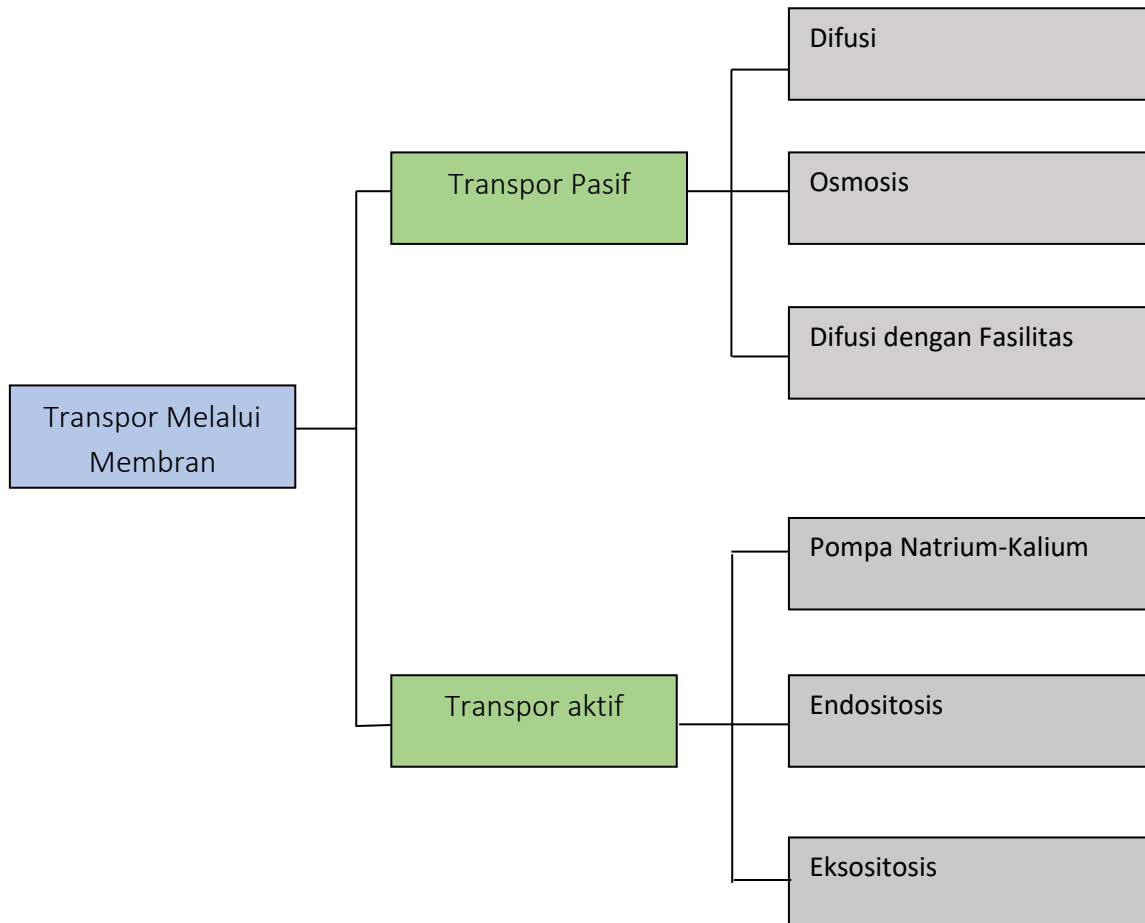 Difusi
Transpor Pasif
Osmosis
Difusi dengan Fasilitas
Transpor Melalui
Membran
Pompa Natrium-Kalium
Transpor aktif
Endositosis
Eksositosis